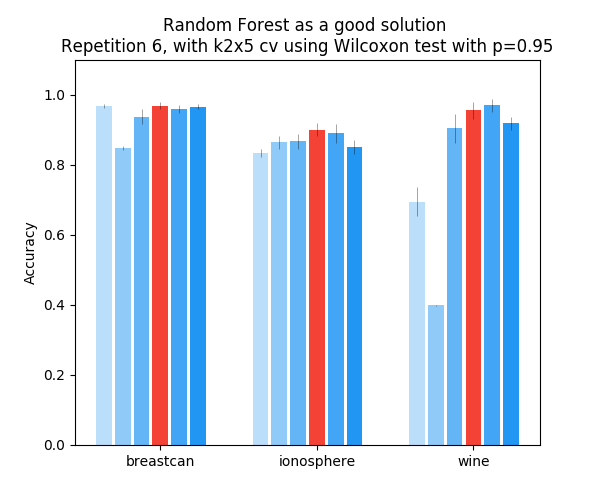 Random Forest as a good solution
Repetition 6, with k2x5 cv using Wilcoxon test with p=0.95
1.0
0.8
0.6
0.4
0.2
0.0
Accuracy
breastcan
ionosphere
wine